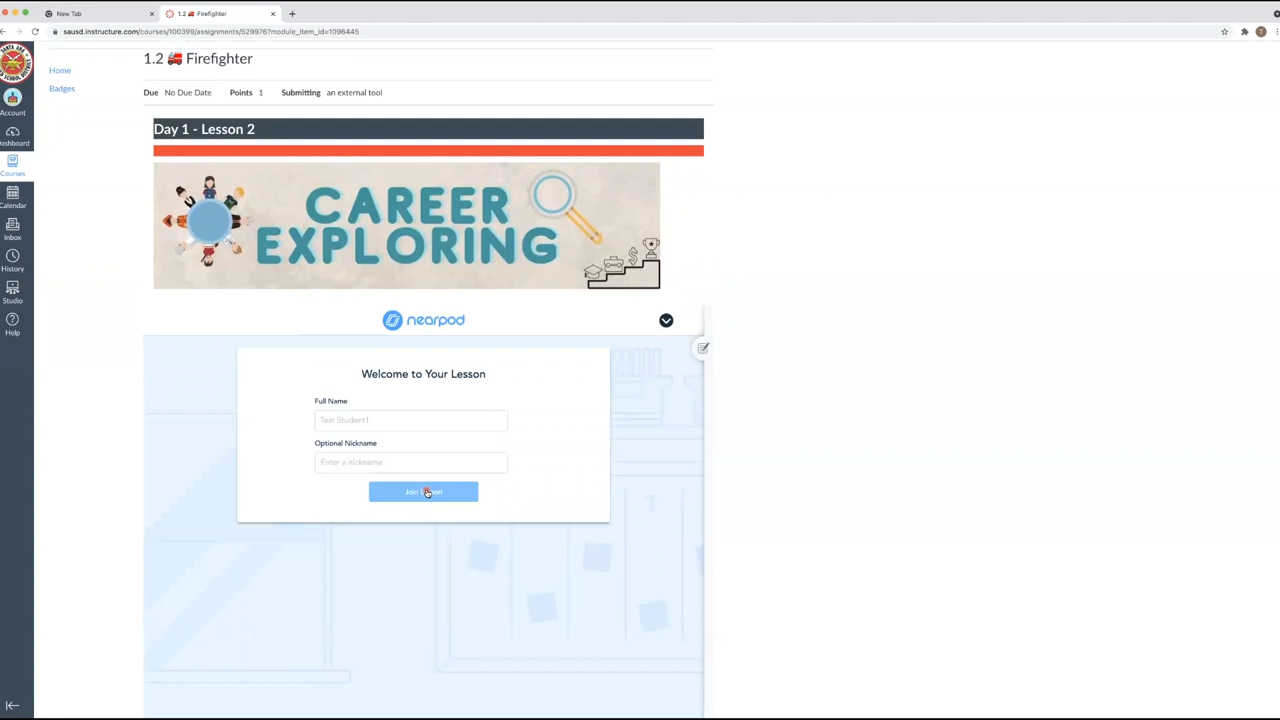 New Tab
1.2 🚒 Firefighter
sausd.instructure.com/courses/100399/assignments/529976?module_item_id=1096445
1.2 🚒 Firefighter
Home
Badges
Due No Due Date Points 1 Submitting an external tool
Account
Dashboard
Courses
Calendar
Inbox
History
Studio
Help
Day 1 - Lesson 2
CAREER
EXPLORING
nearpod
Welcome to Your Lesson
Full Name
Test Student1
Optional Nickname
Enter a nickname
Join